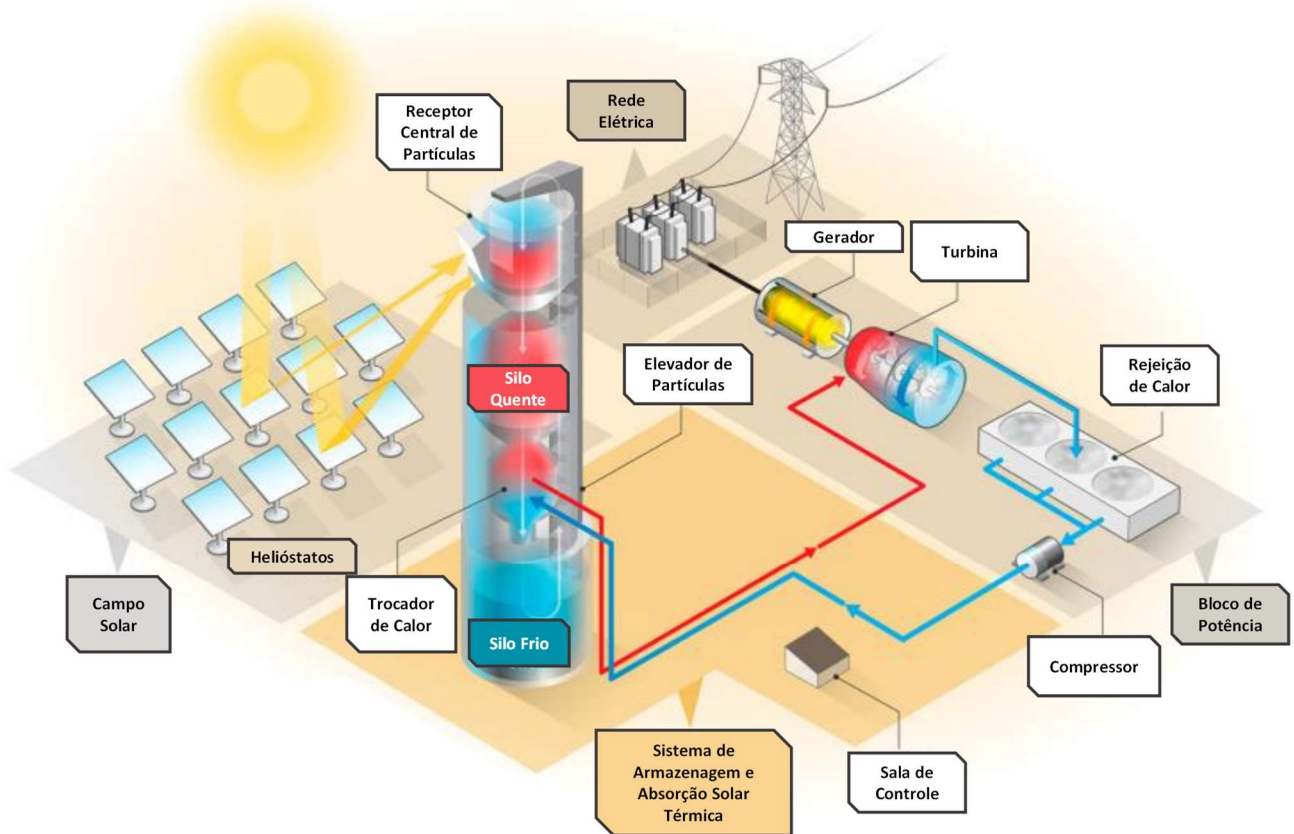 Receptor
Central de
Partículas
Rede
Elétrica
Gerador
Turbina
Silo
Quente
Elevador de
Partículas
Rejeição
de Calor
Helióstatos
Campo
Solar
Trocador
de Calor
Silo Frio
Bloco de
Potência
Compressor
Sistema de
Armazenagem e
Absorção Solar
Térmica
Sala de
Controle